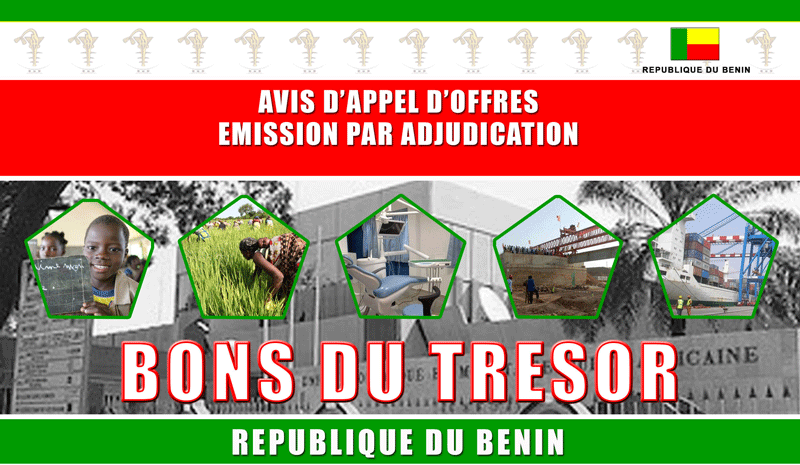 REPUBLIQUE DU BENIN
AVIS D'APPEL D'OFFRES
EMISSION PAR ADJUDICATION
BONS DU TRESOR
REPUBLIQUE DU BENIN